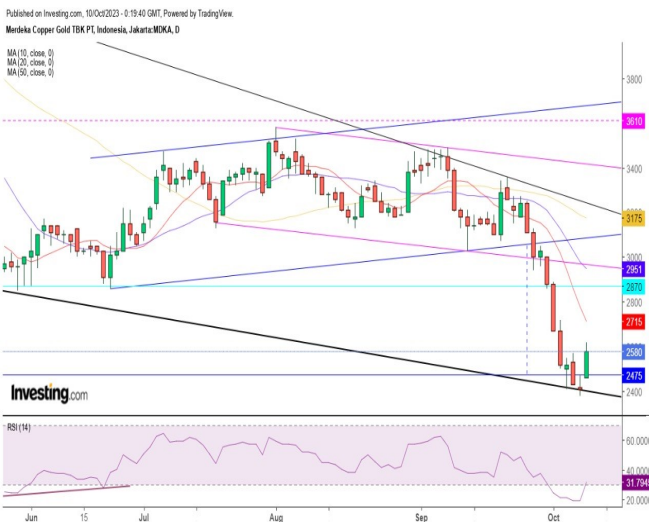 Published on Investing.com, 10/Oct/2023 - 0:19:40 GMT, Powered by TradingView.
Merdeka Copper Gold TBK PT, Indonesia, Jakarta:MDKA, D
MA (10, close, 0)
MA (20, close, 0)
MA (50, close, 0)
3800
3610
3400
3175
3000
2951
2870
2800
2715
2580
2475
2400
Investing.com
RSI (14)
60.0000
31.7945
20.0000
Jun 15 Jul Aug Sep Oct